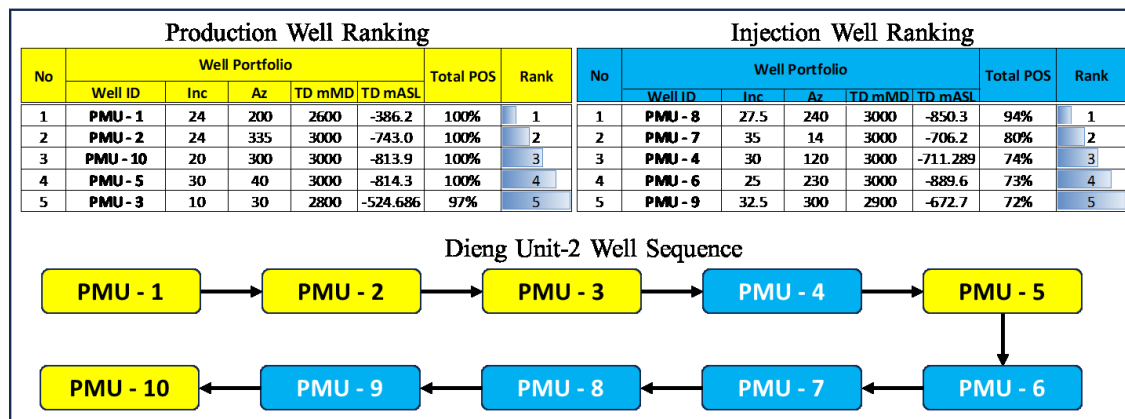 Production Well Ranking
No Well Portfolio Total POS Rank
Well ID Inc Az TD mMD TD mASL
1 PMU - 1 24 200 2600 -386.2 100% 1
2 PMU - 2 24 335 3000 -743.0 100% 2
3 PMU - 10 20 300 3000 -813.9 100% 3
4 PMU - 5 30 40 3000 -814.3 100% 4
5 PMU - 3 10 30 2800 -524.686 97% 5
Injection Well Ranking
No Well Portfolio Total POS Rank
Well ID Inc Az TD mMD TD mASL
1 PMU - 8 27.5 240 3000 -850.3 94% 1
2 PMU - 7 35 14 3000 -706.2 80% 2
3 PMU - 4 30 120 3000 -711.289 74% 3
4 PMU - 6 25 230 3000 -889.6 73% 4
5 PMU - 9 32.5 300 2900 -672.7 72% 5
Dieng Unit-2 Well Sequence
PMU - 1 PMU - 2 PMU - 3 PMU - 4 PMU - 5
PMU - 10 PMU - 9 PMU - 8 PMU - 7 PMU - 6